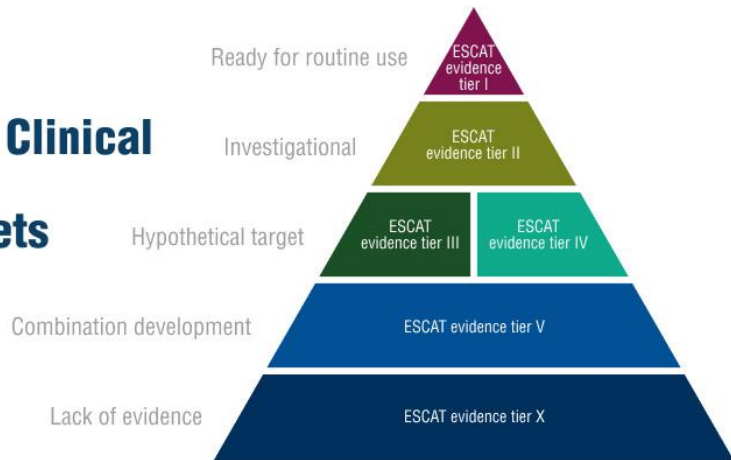 Ready for routine use
ESCAT
evidence
tier I
Clinical
Investigational
ESCAT
evidence tier II
ets
Hypothetical target
ESCAT
evidence tier III
ESCAT
evidence tier IV
Combination development
ESCAT evidence tier V
Lack of evidence
ESCAT evidence tier X